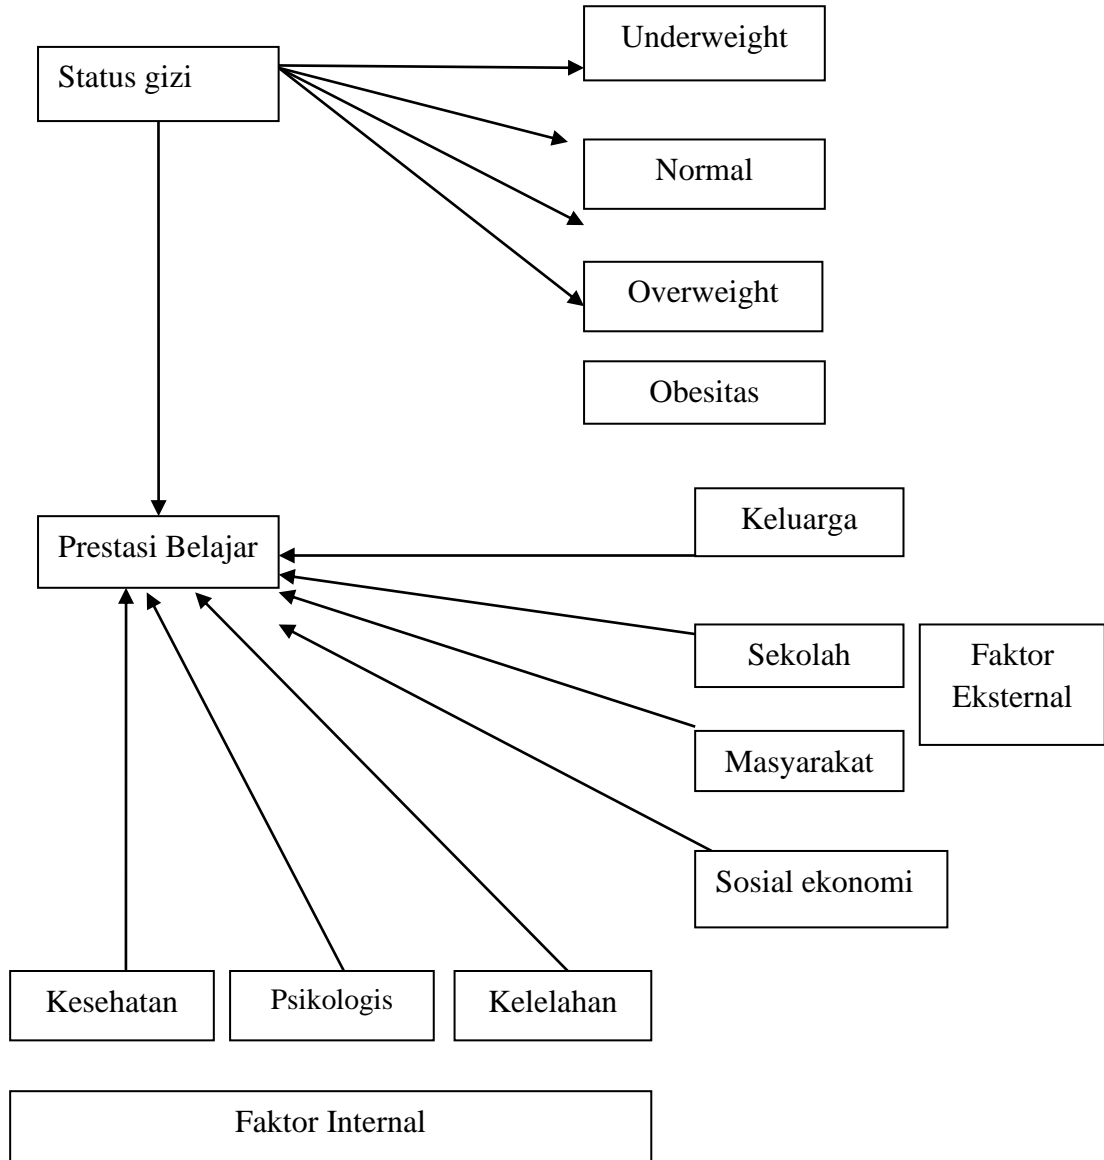 Underweight
Status gizi
Normal
Overweight
Obesitas
Keluarga
Prestasi Belajar
Sekolah
Faktor
Eksternal
Masyarakat
Sosial ekonomi
Kesehatan
Psikologis
Kelelahan
Faktor Internal